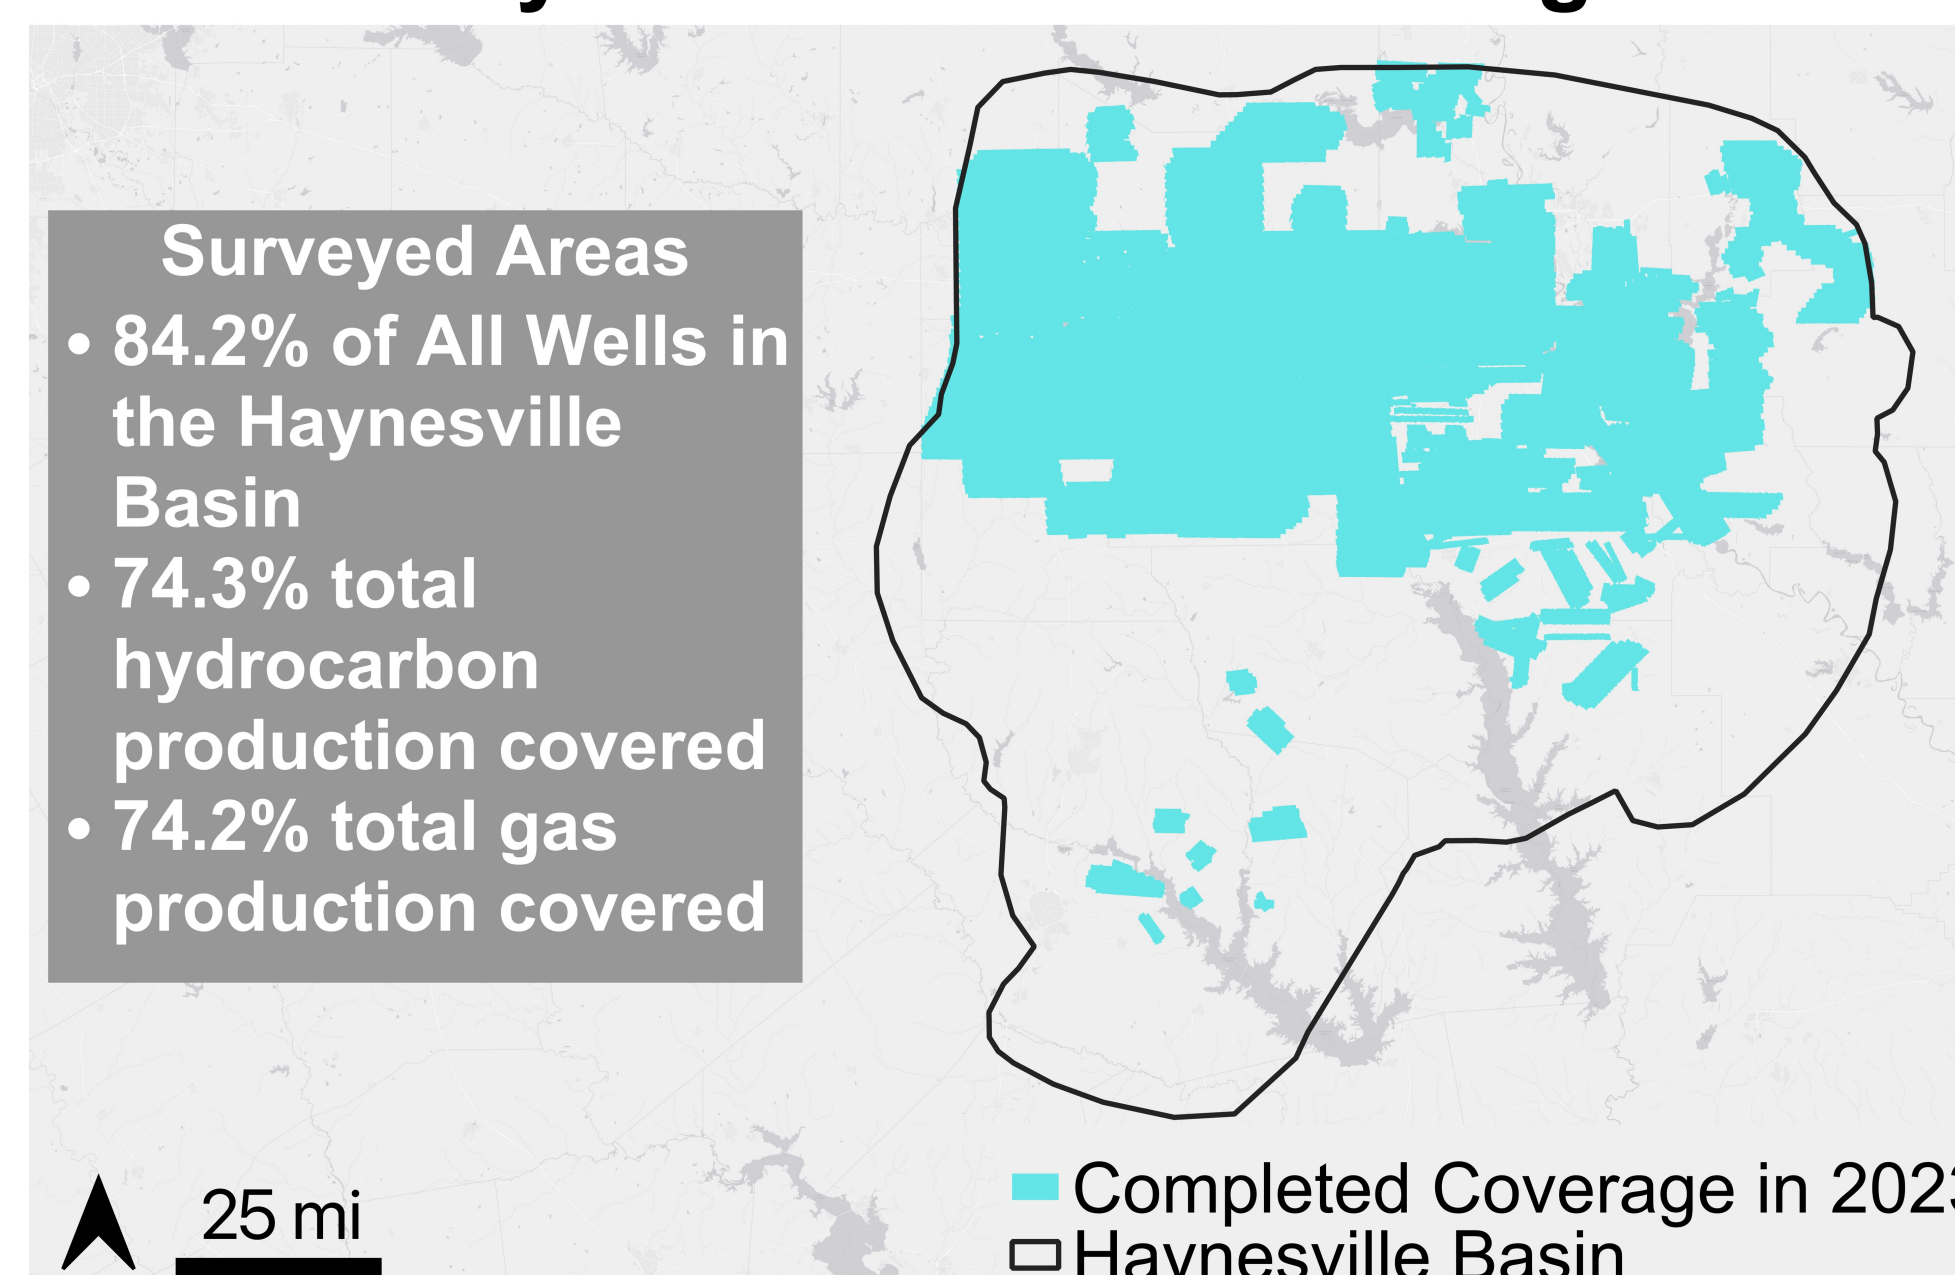 Surveyed Areas
• 84.2% of All Wells in
the Haynesville
Basin
• 74.3% total
hydrocarbon
production covered
• 74.2% total gas
production covered
25 mi
Completed Coverage in 2023
Haynesville Basin